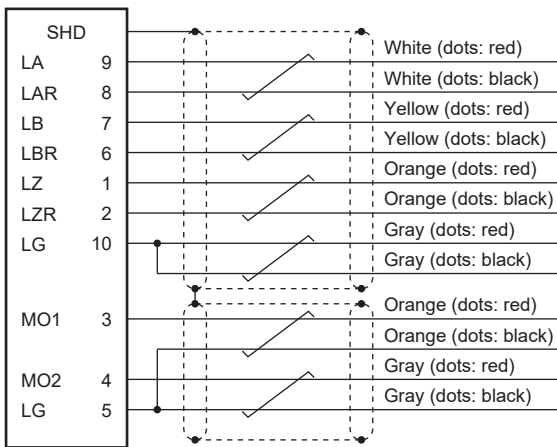 SHD
White (dots: red)
LA 9
White (dots: black)
LAR 8
Yellow (dots: red)
LB 7
Yellow (dots: black)
LBR 6
Orange (dots: red)
LZ 1
Orange (dots: black)
LZR 2
Gray (dots: red)
LG 10
Gray (dots: black)
Orange (dots: red)
MO1 3
Orange (dots: black)
Gray (dots: red)
MO2 4
Gray (dots: black)
LG 5